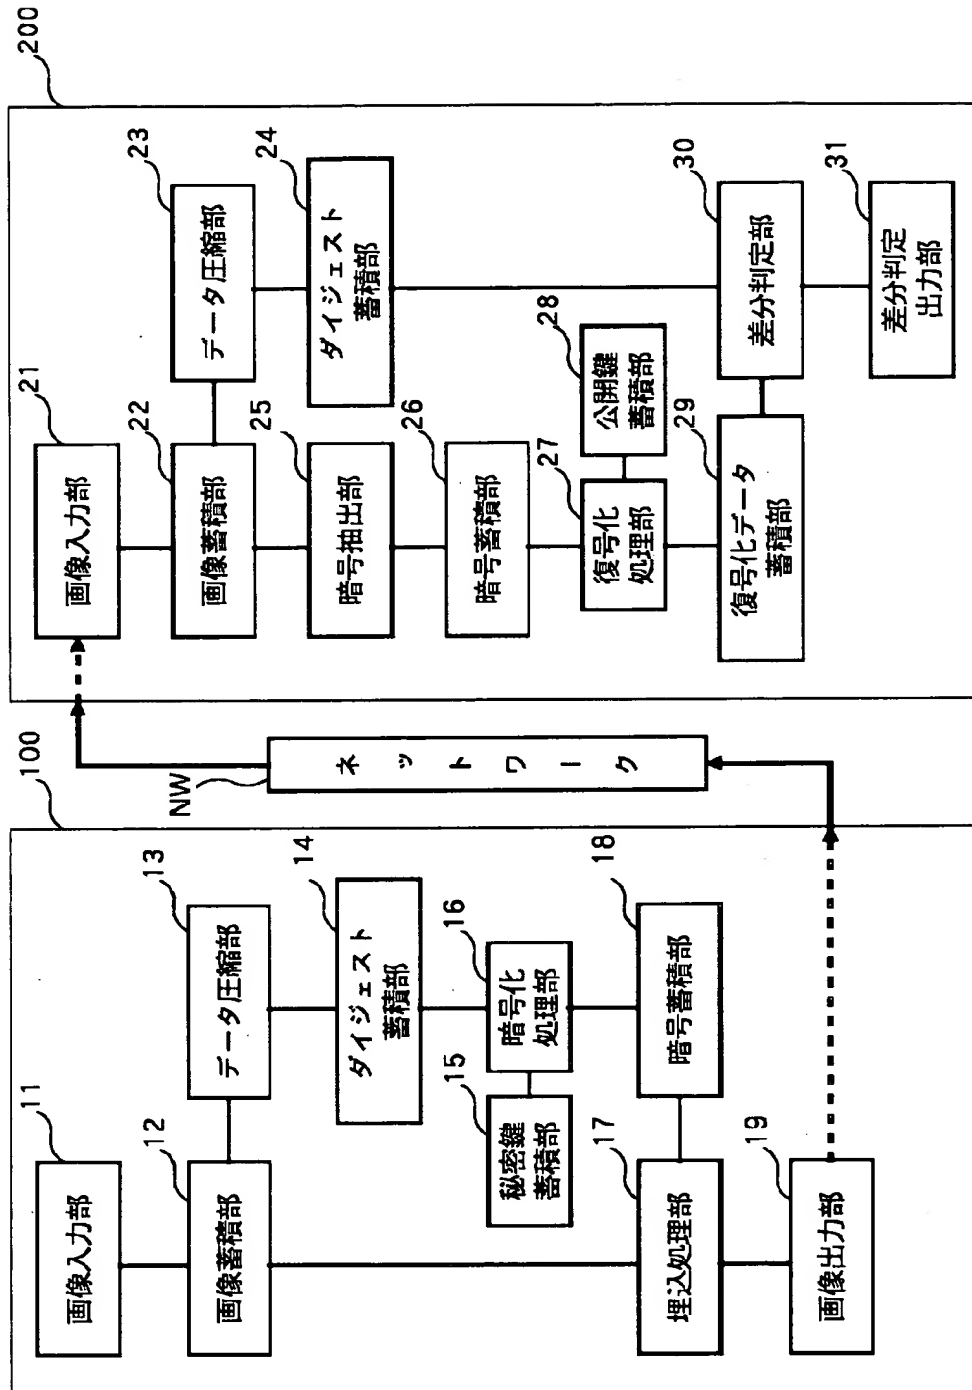 100
11
画像入力部
12
画像蓄積部
13
データ圧縮部
14
ダイジェスト
蓄積部
15
秘密鍵
蓄積部
16
暗号化
処理部
17
埋込処理部
18
暗号蓄積部
19
画像出力部
NW
ネットワーク
200
21
画像入力部
22
画像蓄積部
23
データ圧縮部
24
ダイジェスト
蓄積部
25
暗号抽出部
26
暗号蓄積部
27
復号化
処理部
28
公開鍵
蓄積部
29
復号化データ
蓄積部
30
差分判定部
31
差分判定
出力部